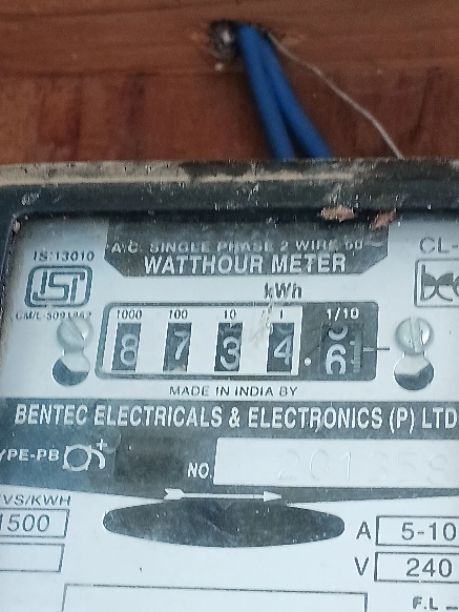 A.C. SINGLE PHASE 2 WIRE 50~
WATTHOUR METER
IS:13010
ISI
CL-
kWh
1000 100 10 1 1/10
8 7 3 4 . 6
MADE IN INDIA BY
BENTEC ELECTRICALS & ELECTRONICS (P) LTD
YPE-PB
NO.
VS/KWH
1500
A 5-10
V 240
F.L